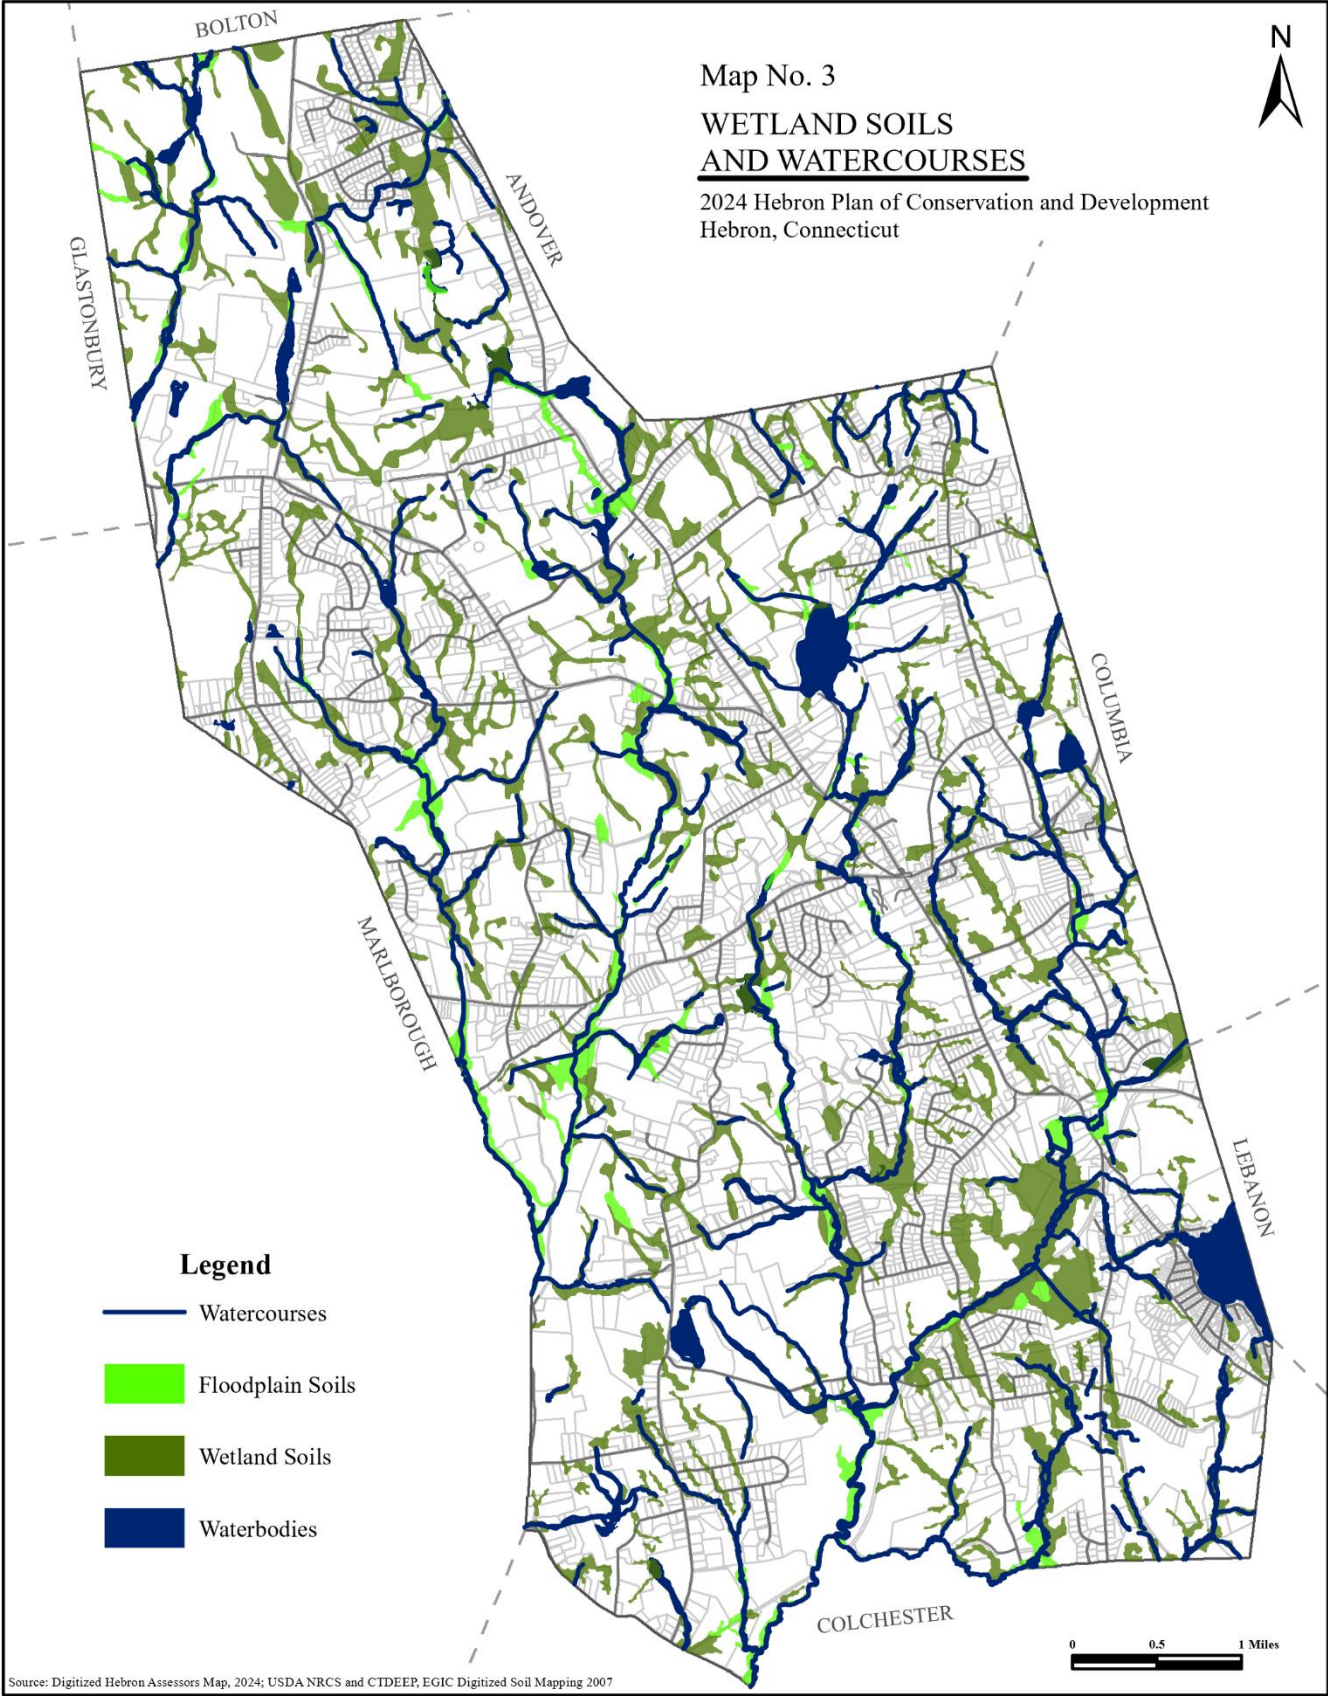 BOLTON
N
Map No. 3
WETLAND SOILS
AND WATERCOURSES
2024 Hebron Plan of Conservation and Development
Hebron, Connecticut
ANDOVER
GLASTONBURY
COLUMBIA
MARLBOROUGH
LEBANON
Legend
Watercourses
Floodplain Soils
Wetland Soils
Waterbodies
COLCHESTER
0 0.5 1 Miles
Source: Digitized Hebron Assessors Map, 2024; USDA NRCS and CTDEEP, EGIC Digitized Soil Mapping 2007